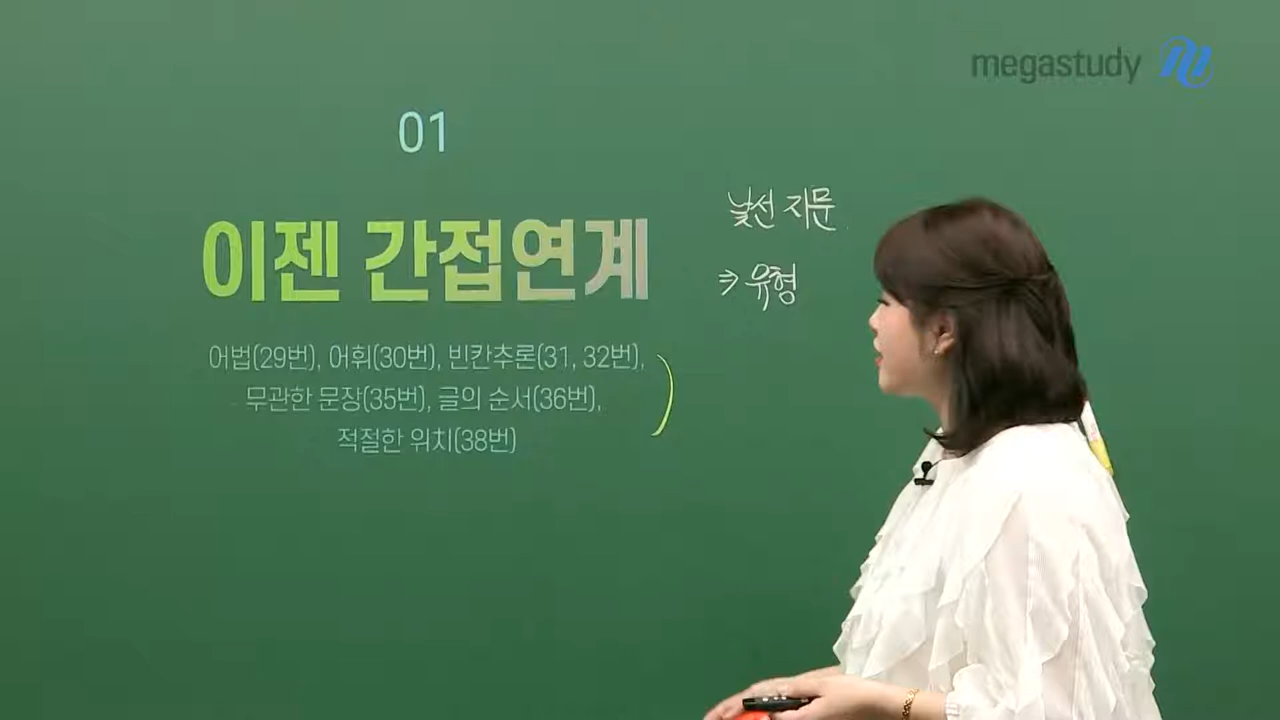 megastudy
01
이젠 간접연계
어법(29번), 어휘(30번), 빈칸추론(31, 32번),
무관한 문장(35번), 글의 순서(36번),
적절한 위치(38번)
낯선 지문
⇒ 유형